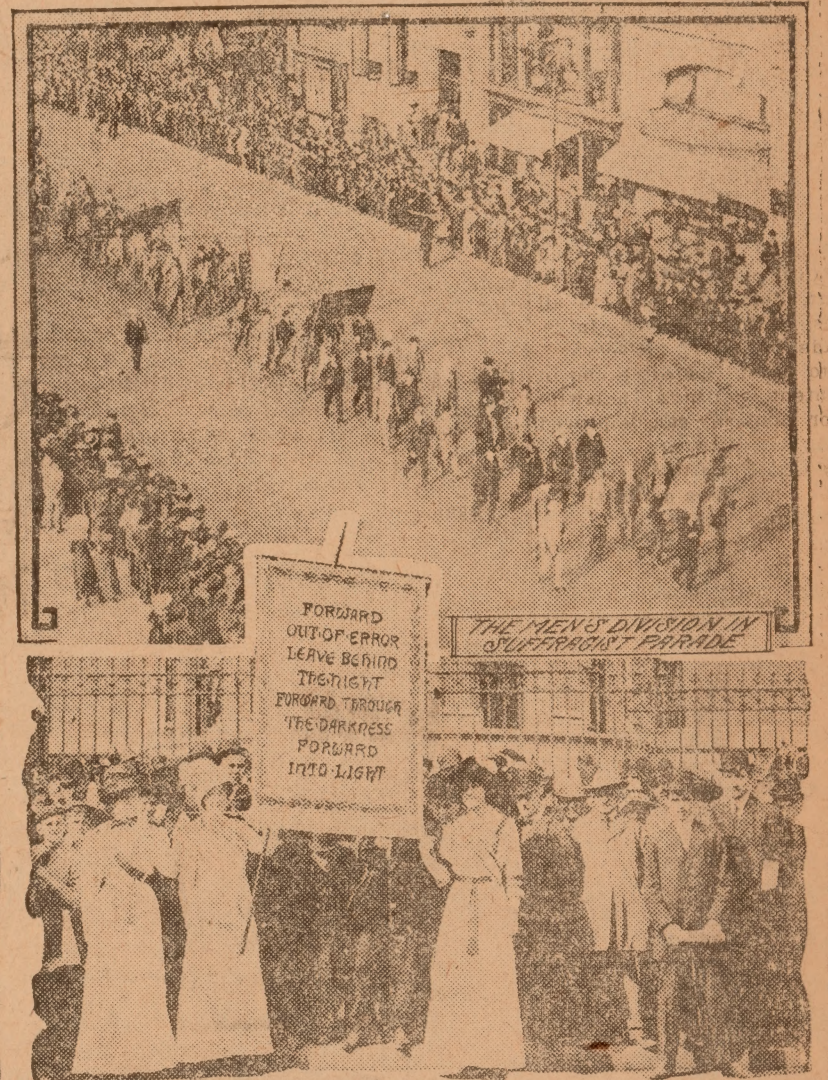 FORWARD
OUT·OF·ERROR
LEAVE BEHIND
THE·NIGHT
FORWARD THROUGH
THE·DARKNESS
FORWARD
INTO·LIGHT
THE MEN'S DIVISION IN
SUFFRAGIST PARADE